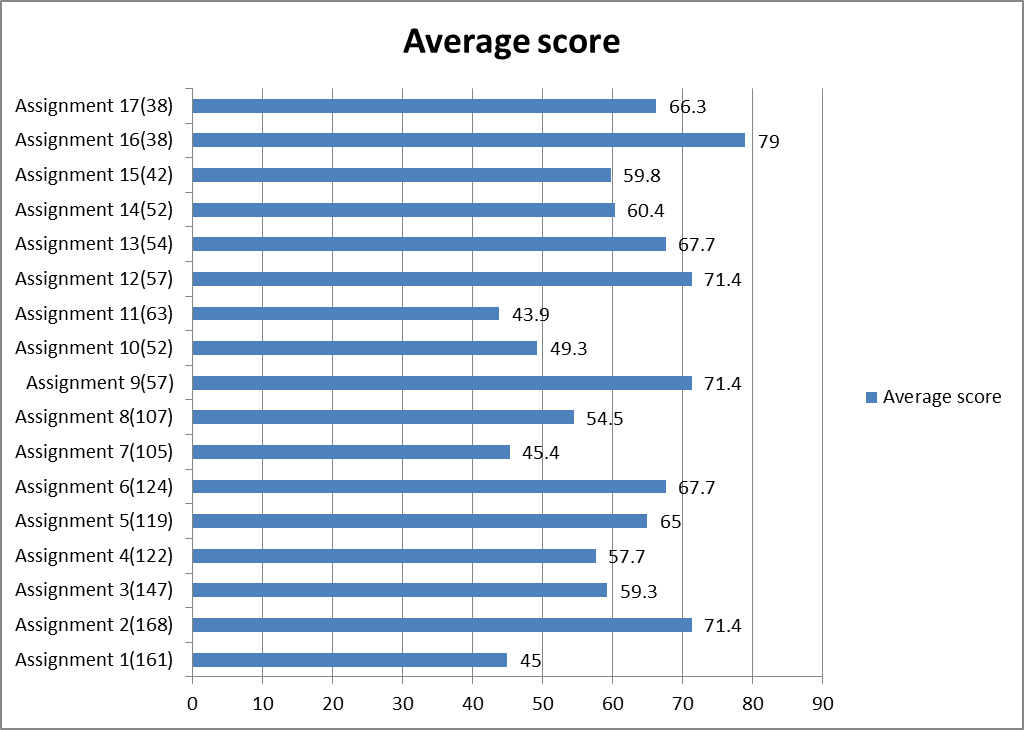 Average score
Assignment 17(38) 66.3
Assignment 16(38) 79
Assignment 15(42) 59.8
Assignment 14(52) 60.4
Assignment 13(54) 67.7
Assignment 12(57) 71.4
Assignment 11(63) 43.9
Assignment 10(52) 49.3
Assignment 9(57) 71.4
Average score
Assignment 8(107) 54.5
Assignment 7(105) 45.4
Assignment 6(124) 67.7
Assignment 5(119) 65
Assignment 4(122) 57.7
Assignment 3(147) 59.3
Assignment 2(168) 71.4
Assignment 1(161) 45
0 10 20 30 40 50 60 70 80 90